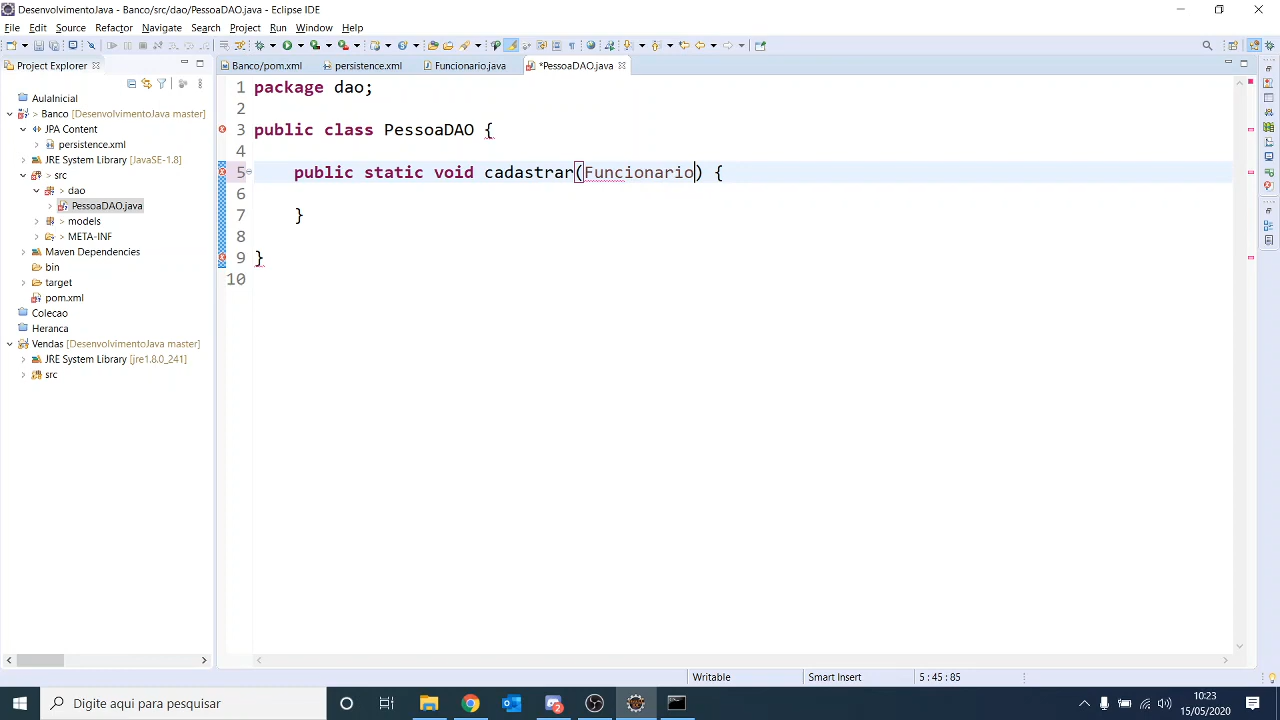 DesenvolvimentoJava - Banco/src/dao/PessoaDAO.java - Eclipse IDE
File Edit Source Refactor Navigate Search Project Run Window Help
Project Explorer
Banco/pom.xml persistence.xml Funcionario.java *PessoaDAO.java
AulaInicial
> Banco [DesenvolvimentoJava master]
JPA Content
persistence.xml
JRE System Library [JavaSE-1.8]
> src
> dao
PessoaDAO.java
> models
> META-INF
Maven Dependencies
bin
target
pom.xml
Colecao
Heranca
Vendas [DesenvolvimentoJava master]
JRE System Library [jre1.8.0_241]
src
1 package dao;
2
3 public class PessoaDAO {
4
5 public static void cadastrar(Funcionario) {
6
7 }
8
9 }
10
Writable Smart Insert 5 : 45 : 85
Digite aqui para pesquisar
10:23
15/05/2020